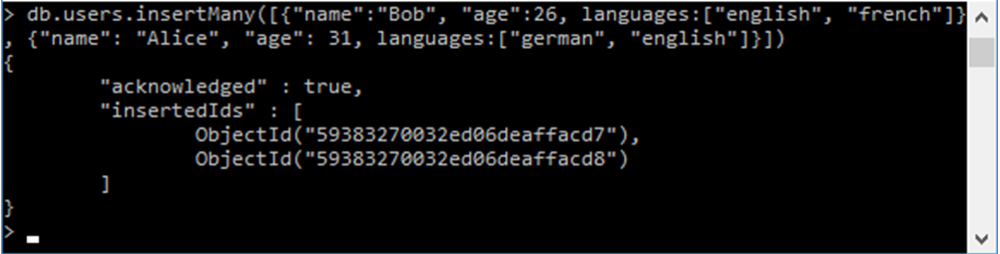 > db.users.insertMany([{"name":"Bob", "age":26, languages:["english", "french"]}
, {"name": "Alice", "age": 31, languages:["german", "english"]}])
{
        "acknowledged" : true,
        "insertedIds" : [
                ObjectId("59383270032ed06deaffacd7"),
                ObjectId("59383270032ed06deaffacd8")
        ]
}
>